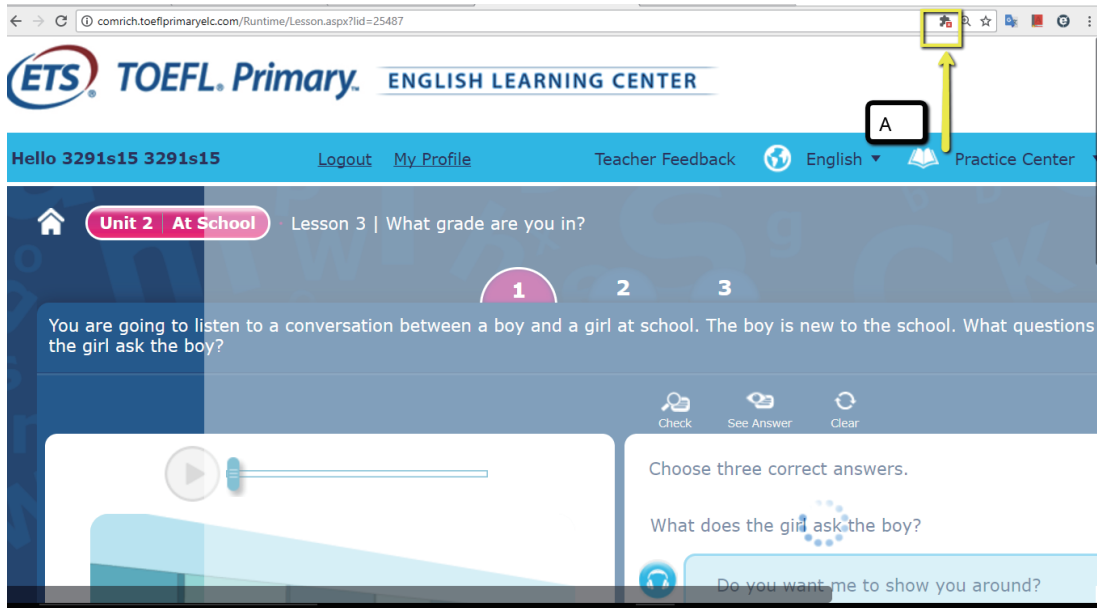 comrich.toeflprimaryelc.com/Runtime/Lesson.aspx?lid=25487
ETS® TOEFL® Primary™ ENGLISH LEARNING CENTER
A
Hello 3291s15 3291s15 Logout My Profile Teacher Feedback English Practice Center
Unit 2 At School Lesson 3 | What grade are you in?
1 2 3
You are going to listen to a conversation between a boy and a girl at school. The boy is new to the school. What questions
the girl ask the boy?
Check See Answer Clear
Choose three correct answers.
What does the girl ask the boy?
Do you want me to show you around?